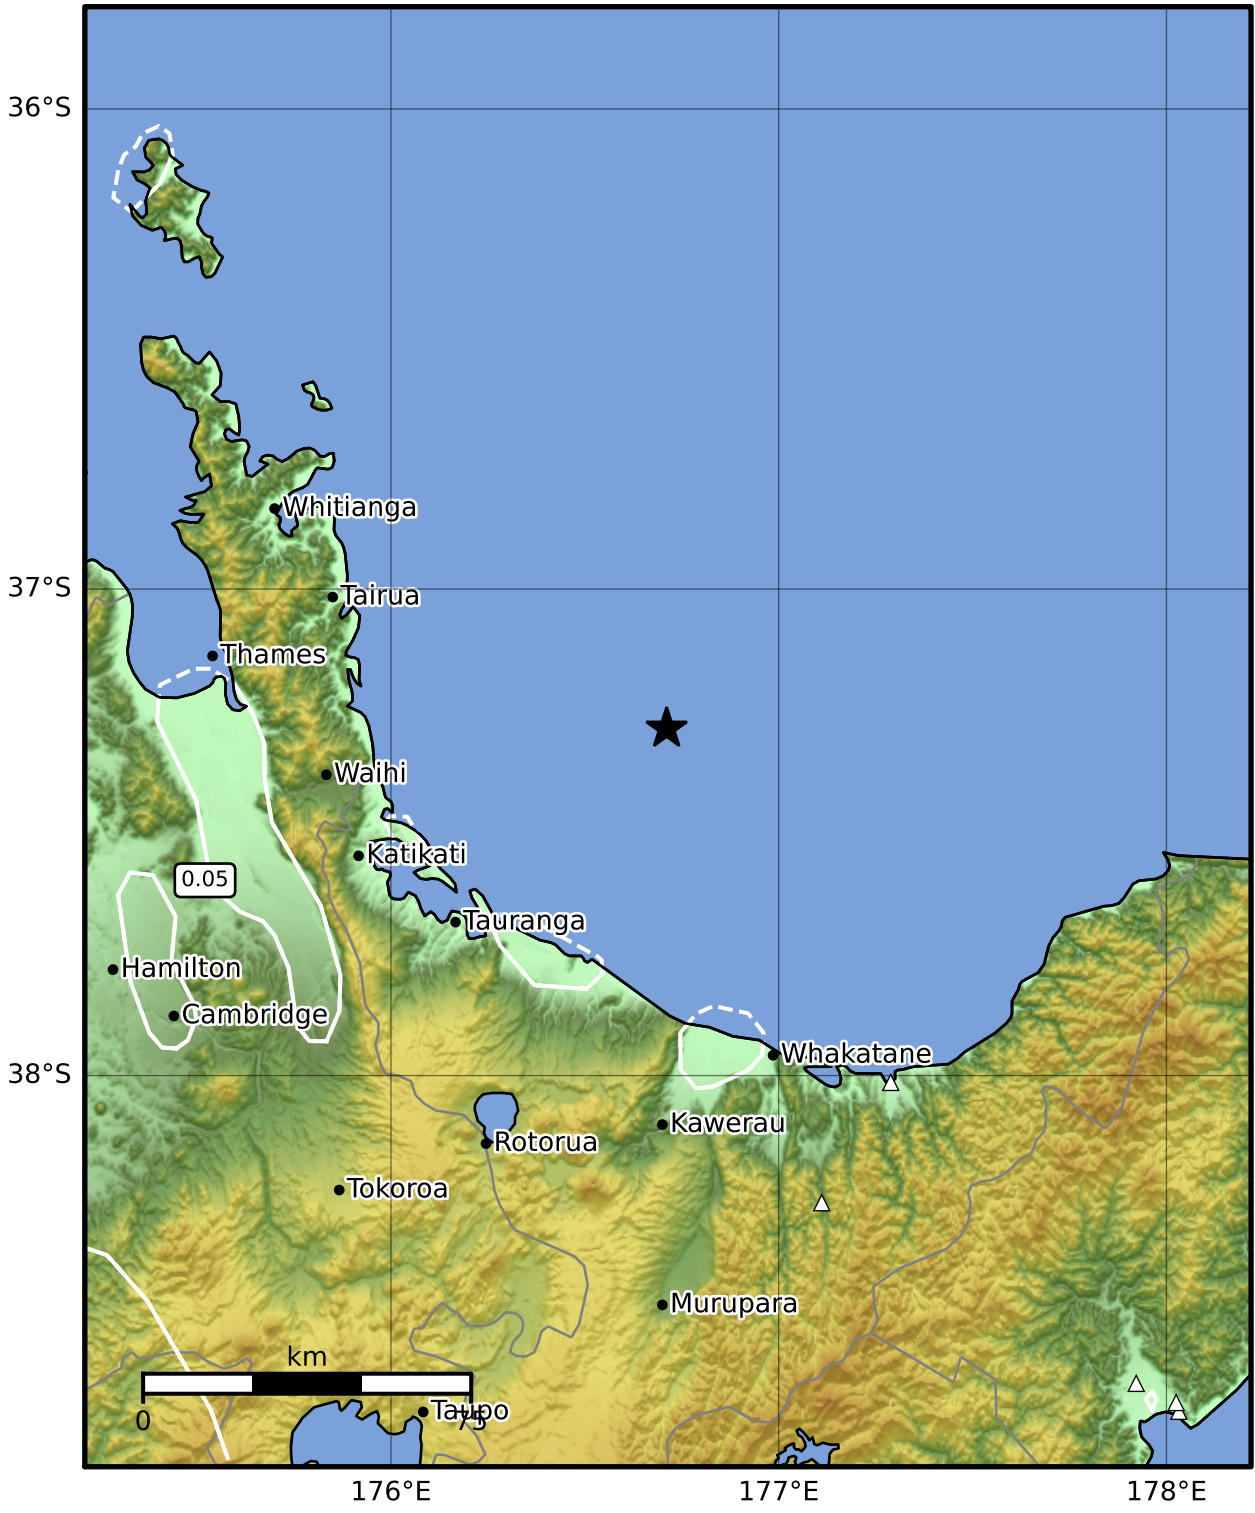 36°S
Whitianga
37°S
Tairua
Thames
Waihi
Katikati
0.05
Tauranga
Hamilton
Cambridge
Whakatane
38°S
Kawerau
Rotorua
Tokoroa
Murupara
km
Taupo
0
75
176°E
177°E
178°E